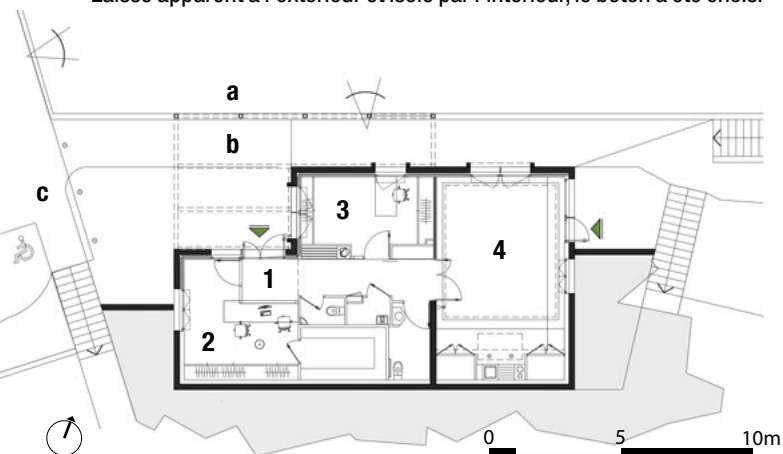 Laissé apparent à l'extérieur et isolé par l'intérieur, le béton a été choisi
a
b
c
3
4
1
2
0 5 10m